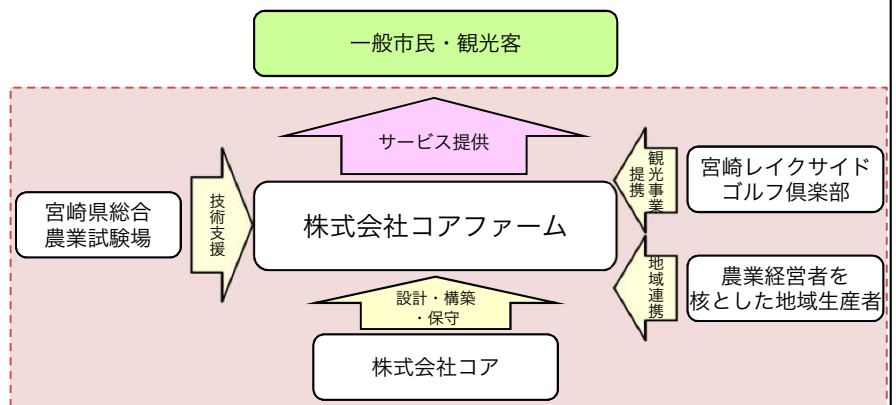 一般市民・観光客
サービス提供
宮崎県総合
農業試験場
技術支援
株式会社コアファーム
観光事業
提携
宮崎レイクサイド
ゴルフ倶楽部
地域連携
農業経営者を
核とした地域生産者
設計・構築
・保守
株式会社コア